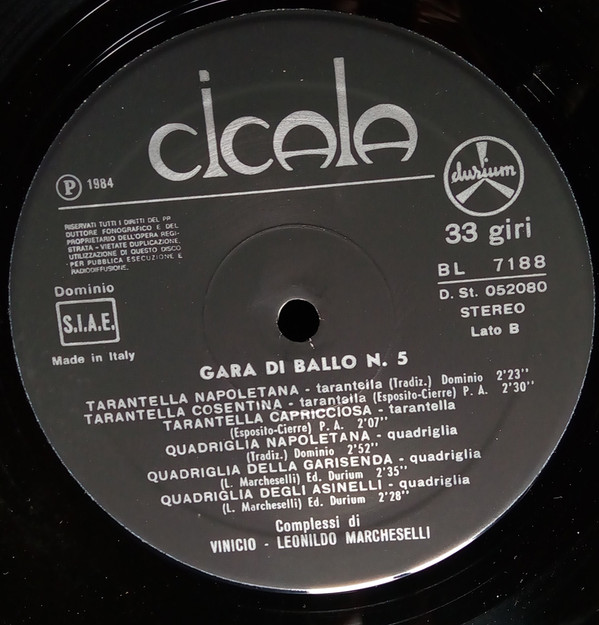 cicala
℗ 1984
durium
RISERVATI TUTTI I DIRITTI DEL PP
DUTTORE FONOGRAFICO E DEL
PROPRIETARIO DELL'OPERA REGI-
STRATA - VIETATE DUPLICAZIONE,
UTILIZZAZIONE DI QUESTO DISCO
PER PUBBLICA ESECUZIONE E
RADIODIFFUSIONE.
33 giri
BL 7188
D. St. 052080
STEREO
Lato B
Dominio
S.I.A.E.
Made in Italy
GARA DI BALLO N. 5
TARANTELLA NAPOLETANA - tarantella (Tradiz.) Dominio 2'23''
TARANTELLA COSENTINA - tarantella (Esposito-Cierre) P. A. 2'30''
TARANTELLA CAPRICCIOSA - tarantella
(Esposito-Cierre) P. A. 2'07''
QUADRIGLIA NAPOLETANA - quadriglia
(Tradiz.) Dominio 2'52''
QUADRIGLIA DELLA GARISENDA - quadriglia
(L. Marcheselli) Ed. Durium 2'35''
QUADRIGLIA DEGLI ASINELLI - quadriglia
(L. Marcheselli) Ed. Durium 2'28''
Complessi di
VINICIO - LEONILDO MARCHESELLI